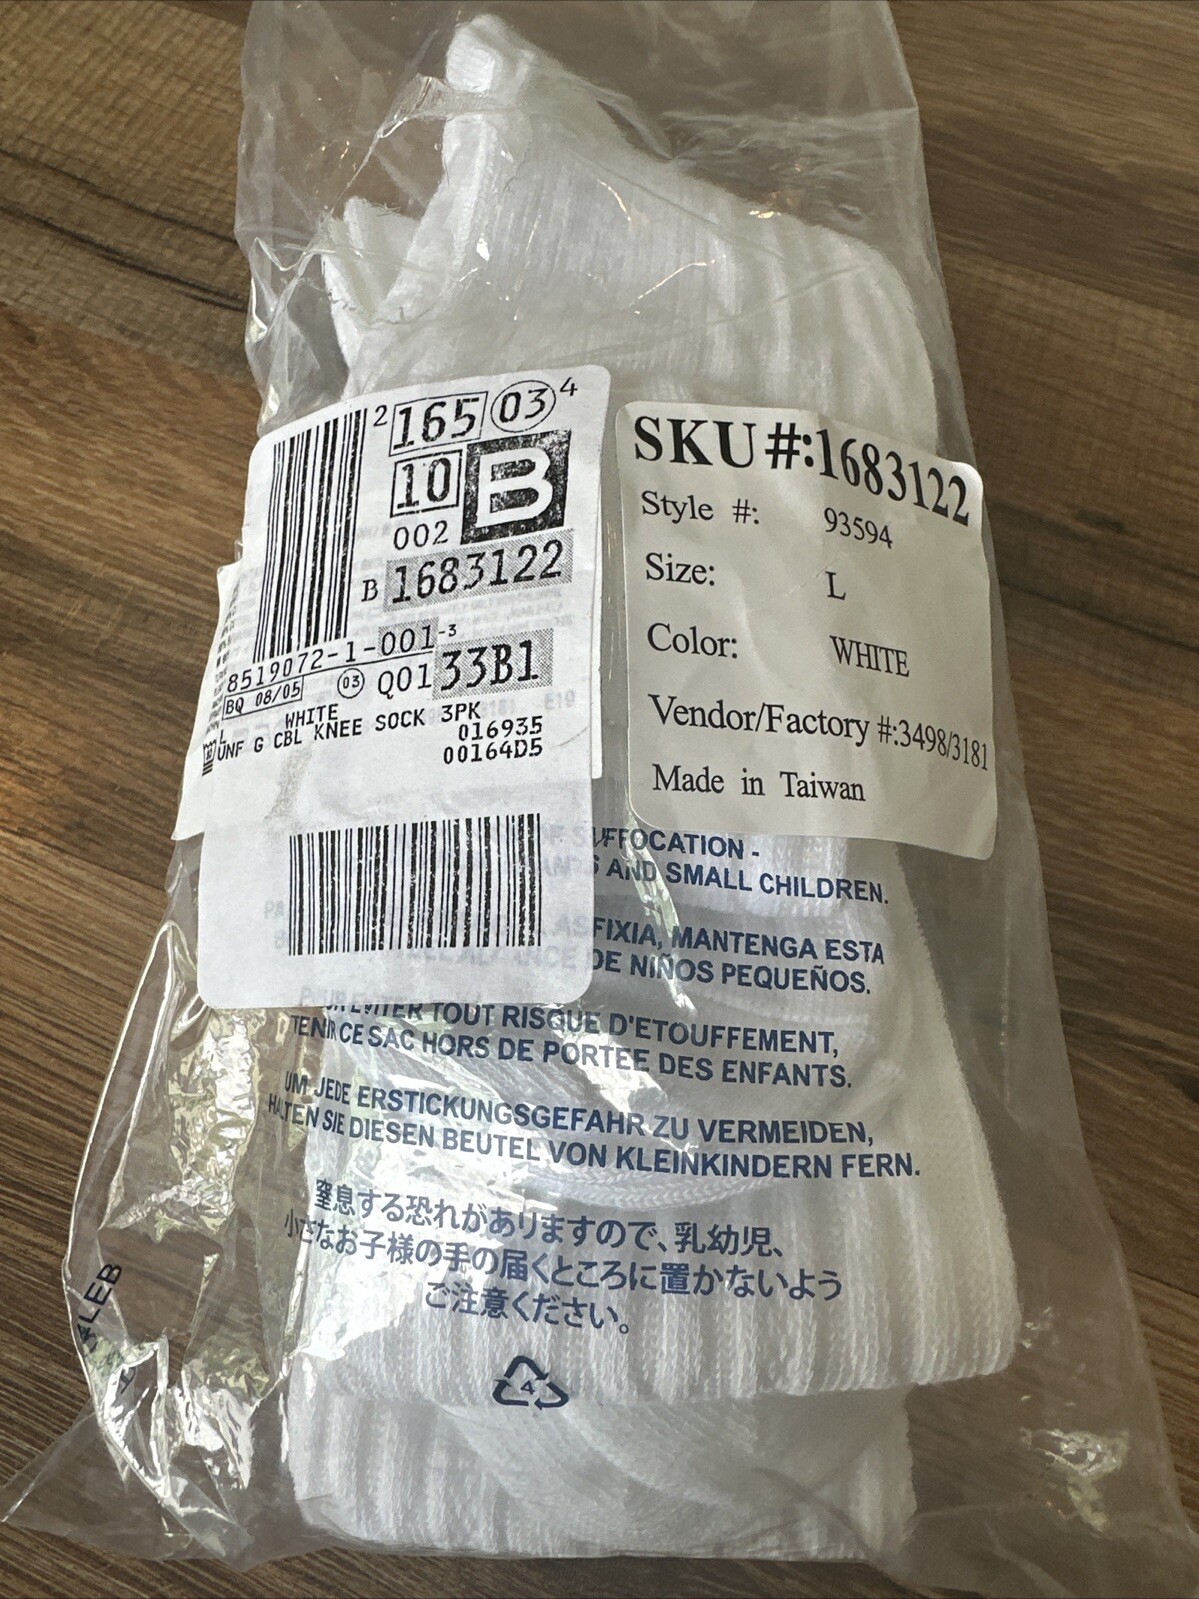 2 165 03 4
10 B
002
B 1683122
8519072-1-001-3
BQ 08/05 03 Q01 33B1
L WHITE
UNF G CBL KNEE SOCK 3PK
016935
00164D5
SKU #:1683122
Style #: 93594
Size: L
Color: WHITE
Vendor/Factory #:3498/3181
Made in Taiwan
E19
OF SUFFOCATION -
AND SMALL CHILDREN.
ASFIXIA, MANTENGA ESTA
DE NIÑOS PEQUEÑOS.
POUR EVITER TOUT RISQUE D'ETOUFFEMENT,
TENIR CE SAC HORS DE PORTEE DES ENFANTS.
UM JEDE ERSTICKUNGSGEFAHR ZU VERMEIDEN,
HALTEN SIE DIESEN BEUTEL VON KLEINKINDERN FERN.
窒息する恐れがありますので、乳幼児、
小さなお子様の手の届くところに置かないよう
ご注意ください。
4